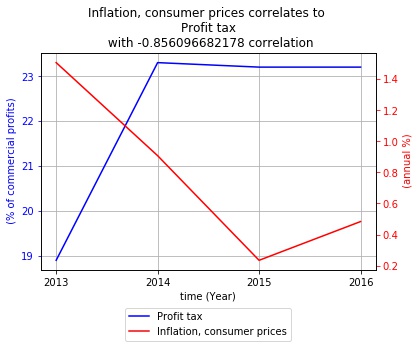 Inflation, consumer prices correlates to
Profit tax
with -0.856096682178 correlation
23
22
21
20
19
(% of commercial profits)
1.4
1.2
1.0
0.8
0.6
0.4
0.2
(annual %)
2013 2014 2015 2016
time (Year)
Profit tax
Inflation, consumer prices